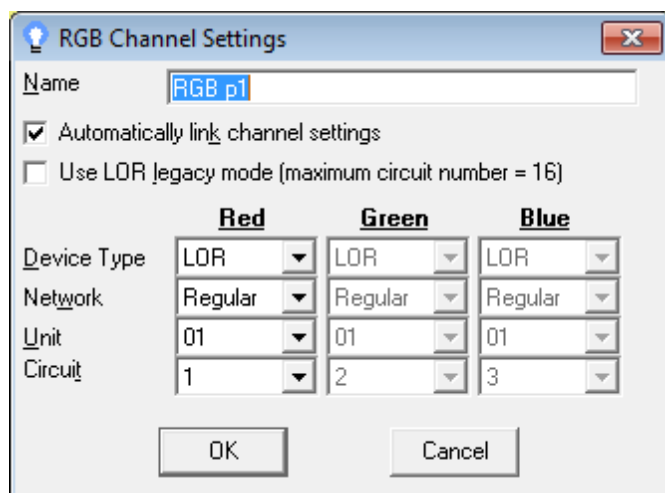 RGB Channel Settings
Name RGB p1
Automatically link channel settings
Use LOR legacy mode (maximum circuit number = 16)
Red Green Blue
Device Type LOR LOR LOR
Network Regular Regular Regular
Unit 01 01 01
Circuit 1 2 3
OK Cancel